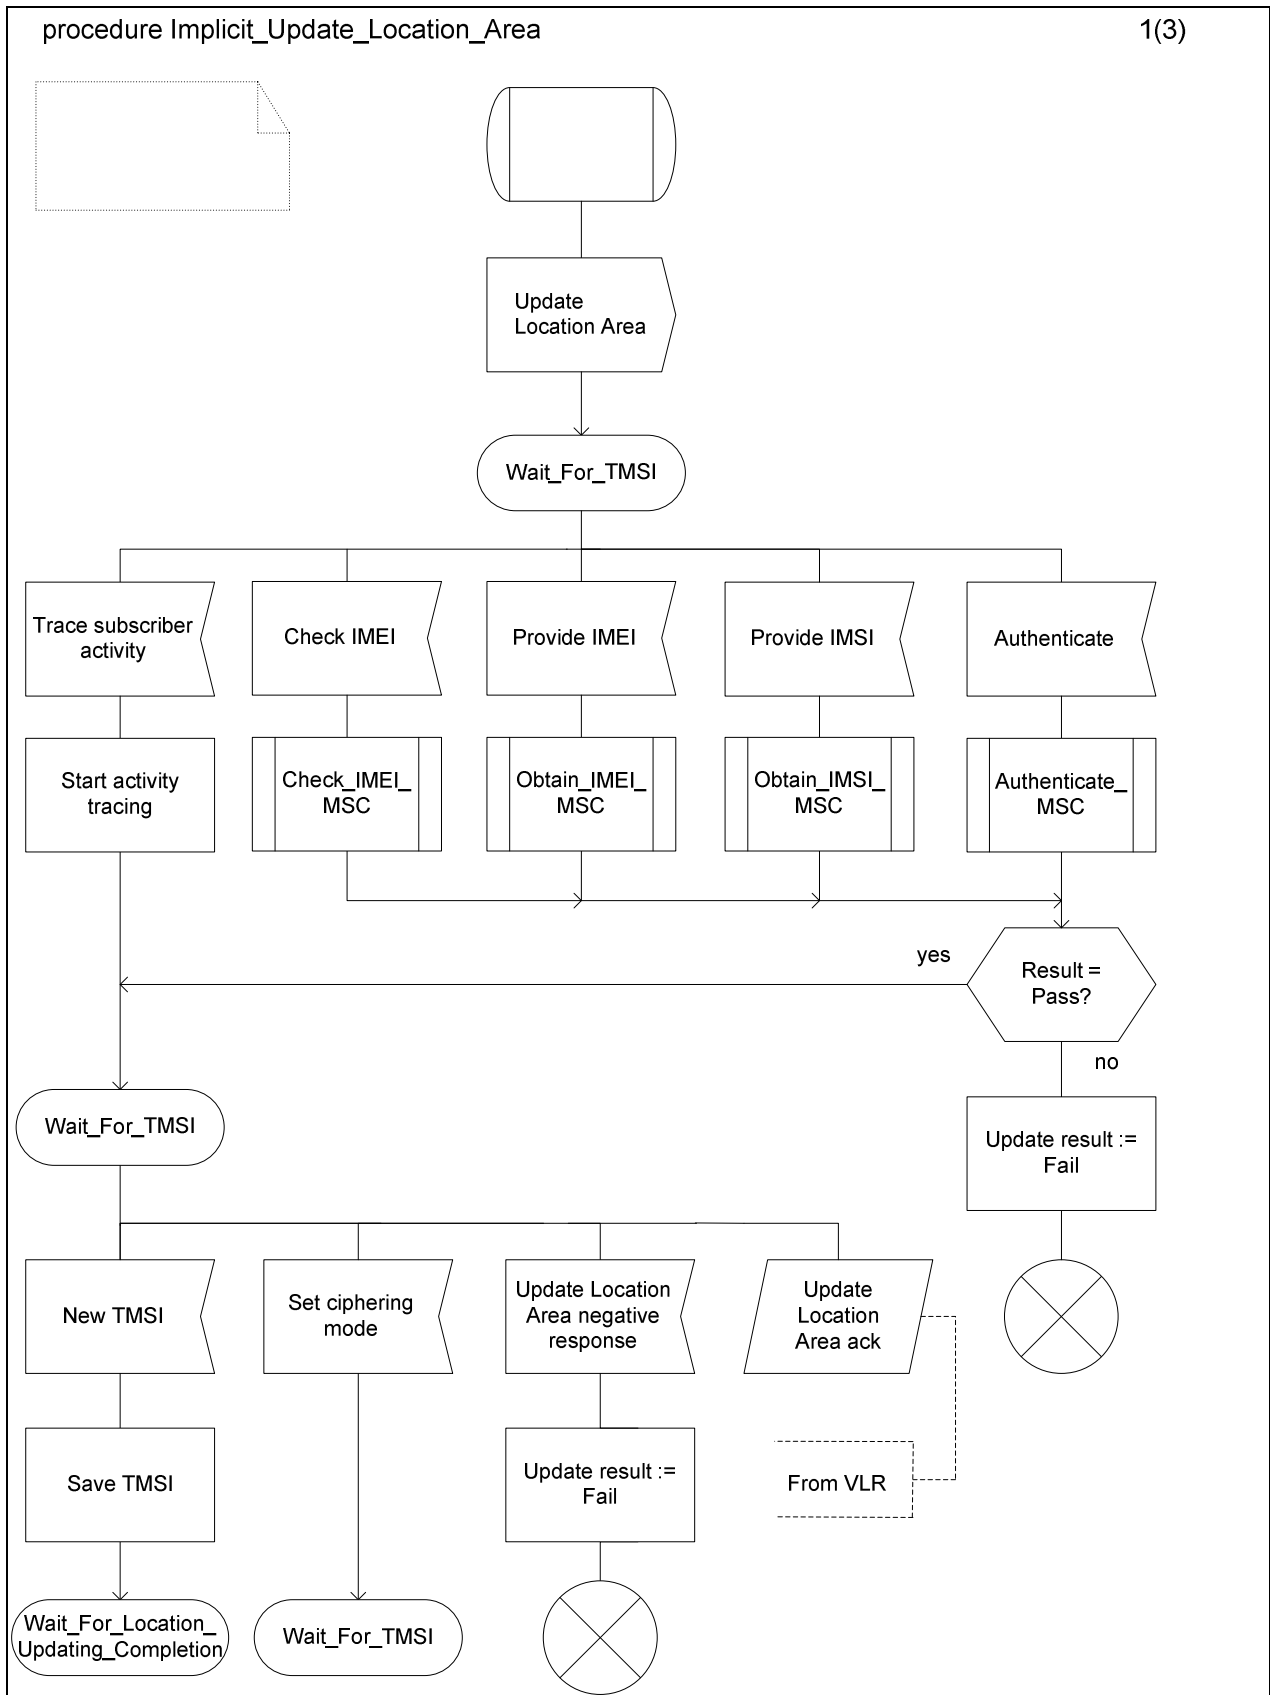 procedure Implicit_Update_Location_Area
1(3)
Update
Location Area
Wait_For_TMSI
Trace subscriber
activity
Check IMEI
Provide IMEI
Provide IMSI
Authenticate
Start activity
tracing
Check_IMEI_
MSC
Obtain_IMEI_
MSC
Obtain_IMSI_
MSC
Authenticate_
MSC
yes
Result =
Pass?
no
Wait_For_TMSI
Update result :=
Fail
New TMSI
Set ciphering
mode
Update Location
Area negative
response
Update
Location
Area ack
Save TMSI
Update result :=
Fail
From VLR
Wait_For_Location_
Updating_Completion
Wait_For_TMSI